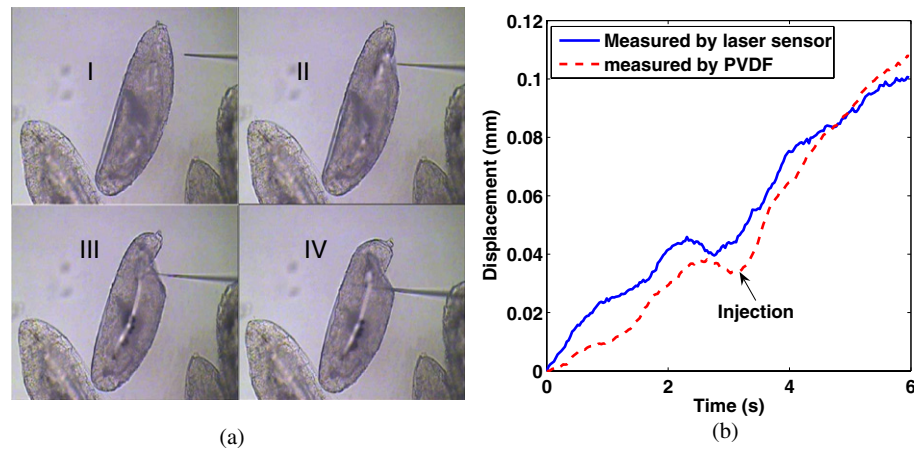 I
II
III
IV
(a)
0.12
0.1
0.08
0.06
0.04
0.02
0
Displacement (mm)
Measured by laser sensor
measured by PVDF
Injection
0 2 4 6
Time (s)
(b)